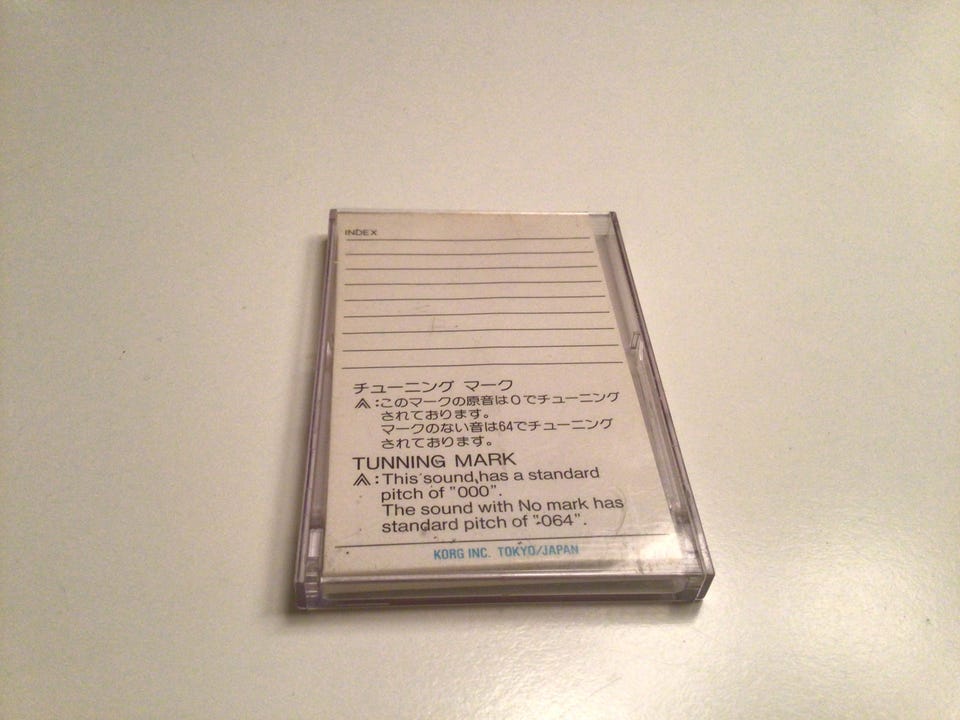 INDEX
チューニング マーク
⩓:このマークの原音は0でチューニング
されております。
マークのない音は64でチューニング
されております。
TUNNING MARK
⩓:This sound has a standard
pitch of "000".
The sound with No mark has
standard pitch of "064".
KORG INC. TOKYO/JAPAN